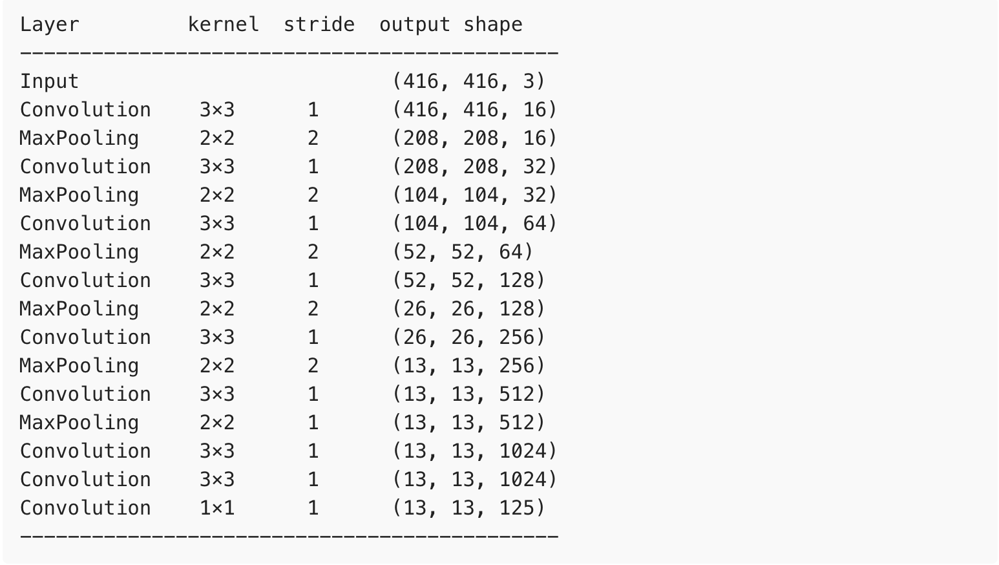 Layer         kernel  stride  output shape
---------------------------------------------
Input                          (416, 416, 3)
Convolution    3×3      1      (416, 416, 16)
MaxPooling     2×2      2      (208, 208, 16)
Convolution    3×3      1      (208, 208, 32)
MaxPooling     2×2      2      (104, 104, 32)
Convolution    3×3      1      (104, 104, 64)
MaxPooling     2×2      2      (52, 52, 64)
Convolution    3×3      1      (52, 52, 128)
MaxPooling     2×2      2      (26, 26, 128)
Convolution    3×3      1      (26, 26, 256)
MaxPooling     2×2      2      (13, 13, 256)
Convolution    3×3      1      (13, 13, 512)
MaxPooling     2×2      1      (13, 13, 512)
Convolution    3×3      1      (13, 13, 1024)
Convolution    3×3      1      (13, 13, 1024)
Convolution    1×1      1      (13, 13, 125)
---------------------------------------------